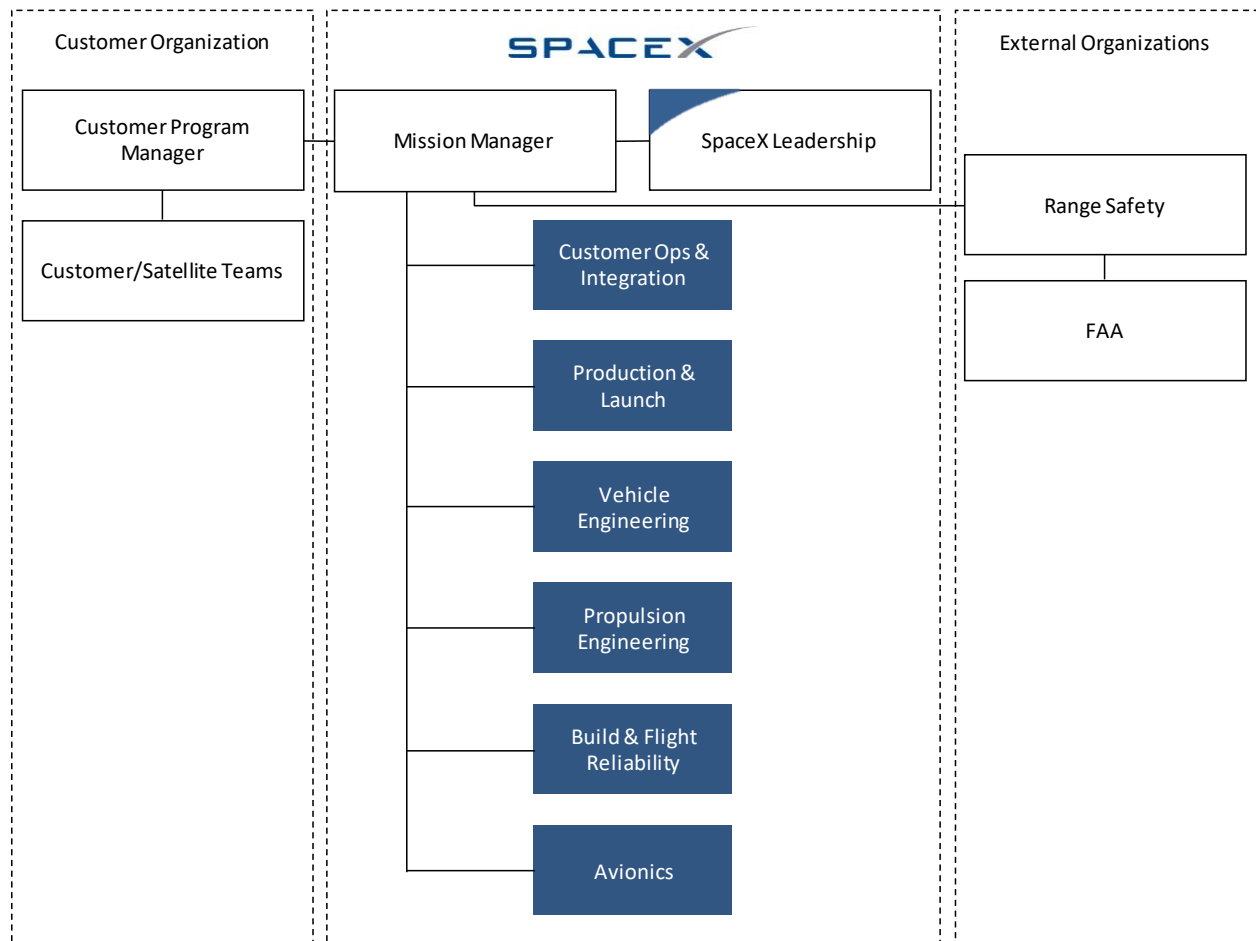 Customer Organization
SPACEX
External Organizations
Customer Program
Manager
Mission Manager
SpaceX Leadership
Range Safety
Customer/Satellite Teams
Customer Ops &
Integration
FAA
Production &
Launch
Vehicle
Engineering
Propulsion
Engineering
Build & Flight
Reliability
Avionics